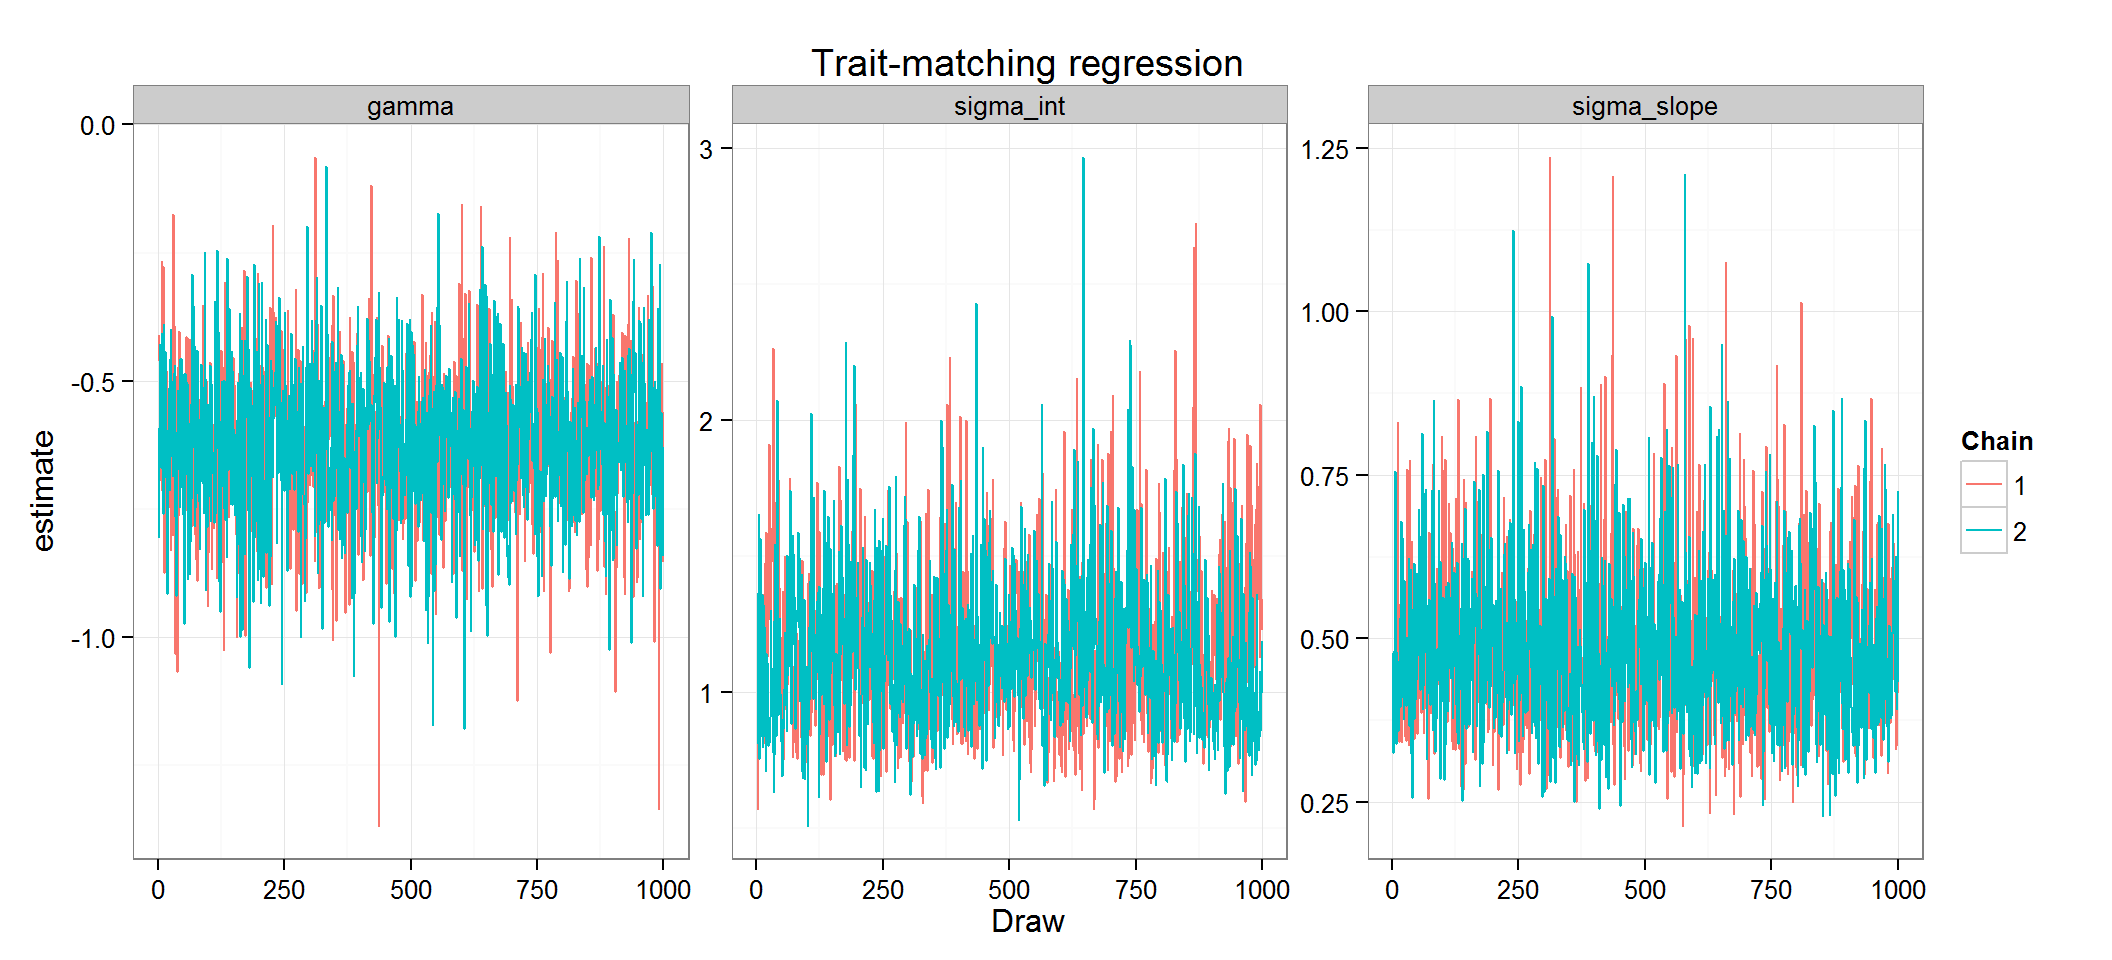 Trait-matching regression
gamma
sigma_int
sigma_slope
estimate
0.0
-0.5
-1.0
3
2
1
1.25
1.00
0.75
0.50
0.25
0 250 500 750 1000
0 250 500 750 1000
0 250 500 750 1000
Draw
Chain
1
2